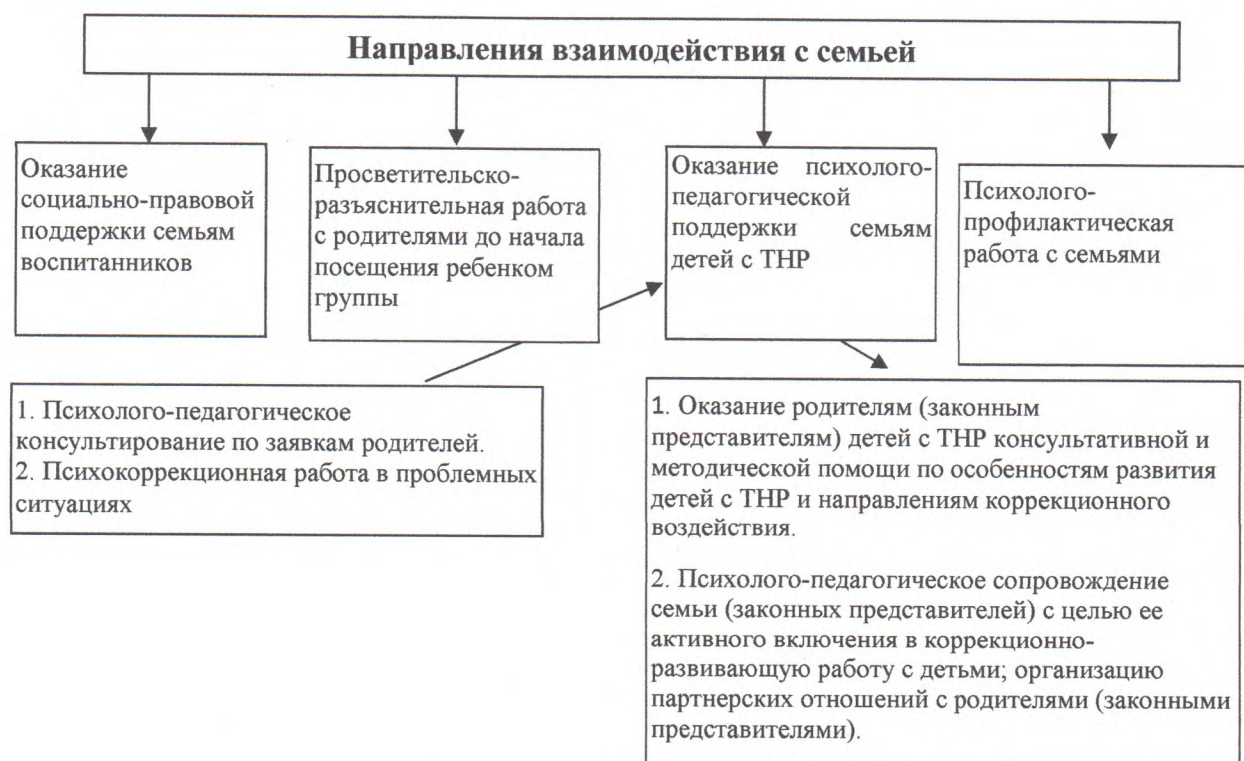 Направления взаимодействия с семьей
Оказание
социально-правовой
поддержки семьям
воспитанников
Просветительско-
разъяснительная работа
с родителями до начала
посещения ребенком
группы
Оказание психолого-
педагогической
поддержки семьям
детей с ТНР
Психолого-
профилактическая
работа с семьями
1. Психолого-педагогическое
консультирование по заявкам родителей.
2. Психокоррекционная работа в проблемных
ситуациях
1. Оказание родителям (законным
представителям) детей с ТНР консультативной и
методической помощи по особенностям развития
детей с ТНР и направлениям коррекционного
воздействия.
2. Психолого-педагогическое сопровождение
семьи (законных представителей) с целью ее
активного включения в коррекционно-
развивающую работу с детьми; организацию
партнерских отношений с родителями (законными
представителями).